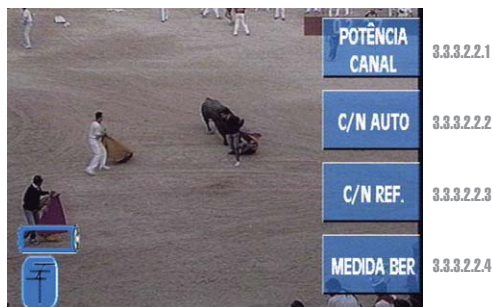 POTÊNCIA
CANAL
3.3.3.2.2.1
C/N AUTO
3.3.3.2.2.2
C/N REF.
3.3.3.2.2.3
MEDIDA BER
3.3.3.2.2.4